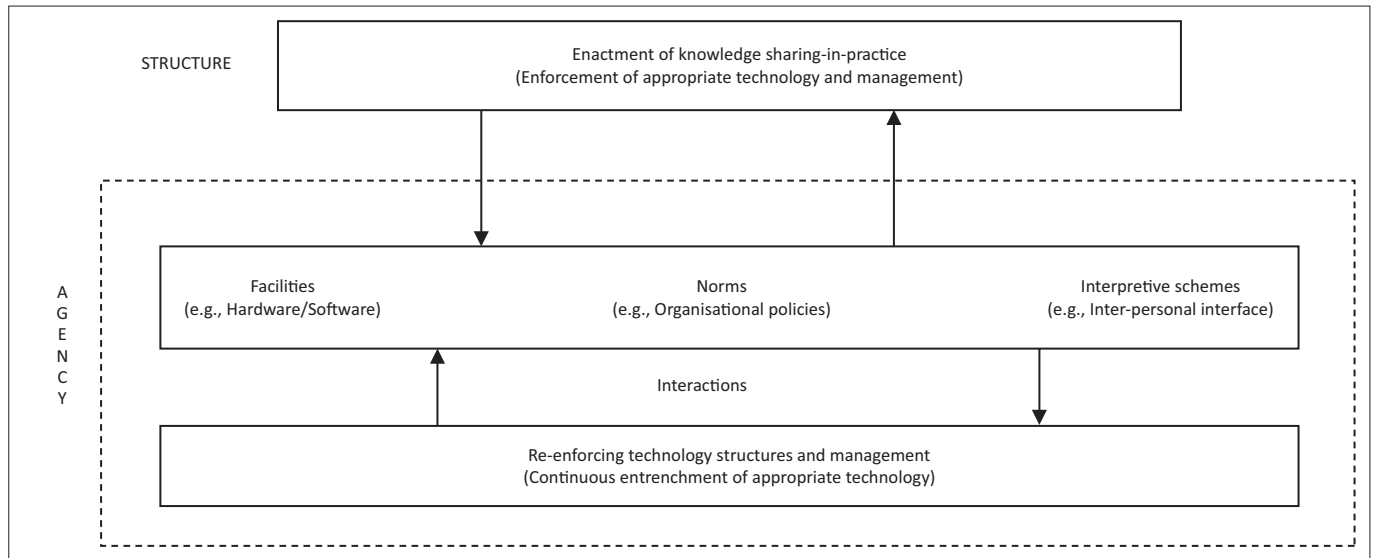 STRUCTURE
Enactment of knowledge sharing-in-practice
(Enforcement of appropriate technology and management)
A
G
E
N
C
Y
Facilities
(e.g., Hardware/Software)
Norms
(e.g., Organisational policies)
Interpretive schemes
(e.g., Inter-personal interface)
Interactions
Re-enforcing technology structures and management
(Continuous entrenchment of appropriate technology)